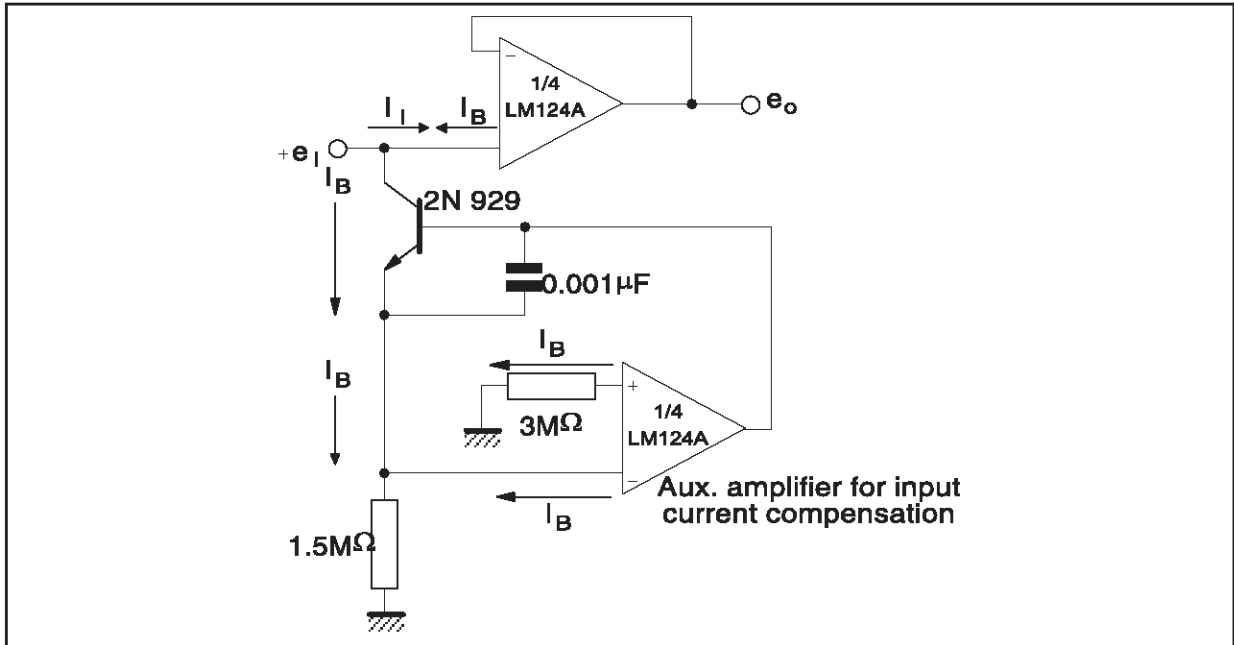 −
1/4
LM124A
e o
I I
I B
+e I
I B
2N 929
0.001µF
I B
I B
+
3MΩ
1/4
LM124A
−
I B
Aux. amplifier for input
current compensation
1.5MΩ